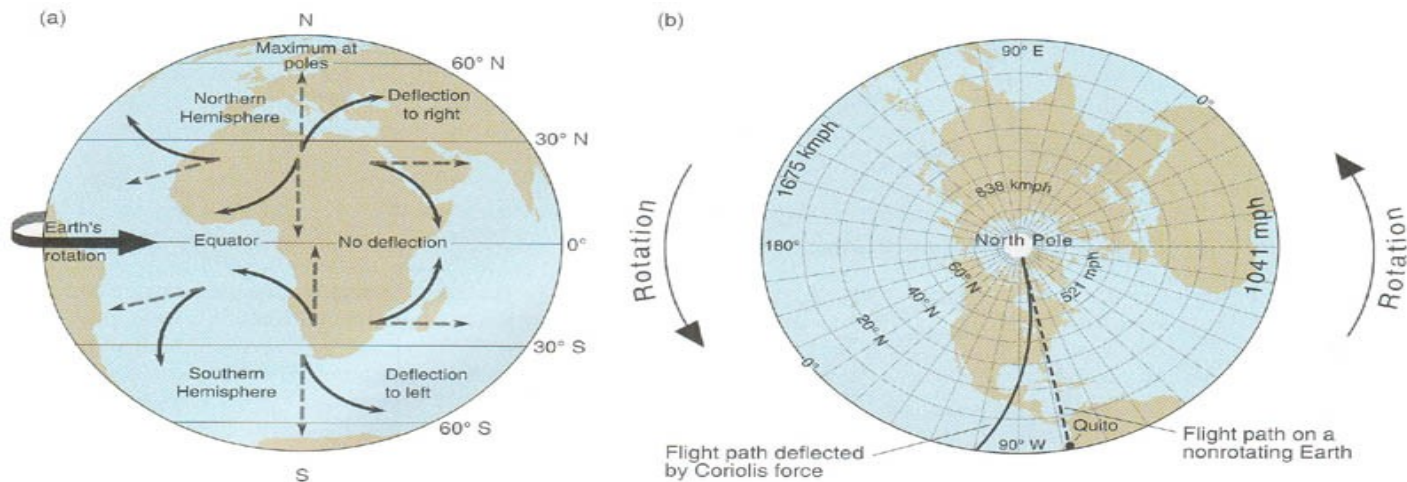 (a)
N
Maximum at
poles
60° N
Northern
Hemisphere
Deflection
to right
30° N
Earth's
rotation
Equator
No deflection
0°
30° S
Southern
Hemisphere
Deflection
to left
60° S
S
(b)
90° E
0°
1675 kmph
838 kmph
Rotation
180°
North Pole
1041 mph
Rotation
60° N
521 mph
40° N
20° N
0°
Quito
90° W
Flight path deflected
by Coriolis force
Flight path on a
nonrotating Earth